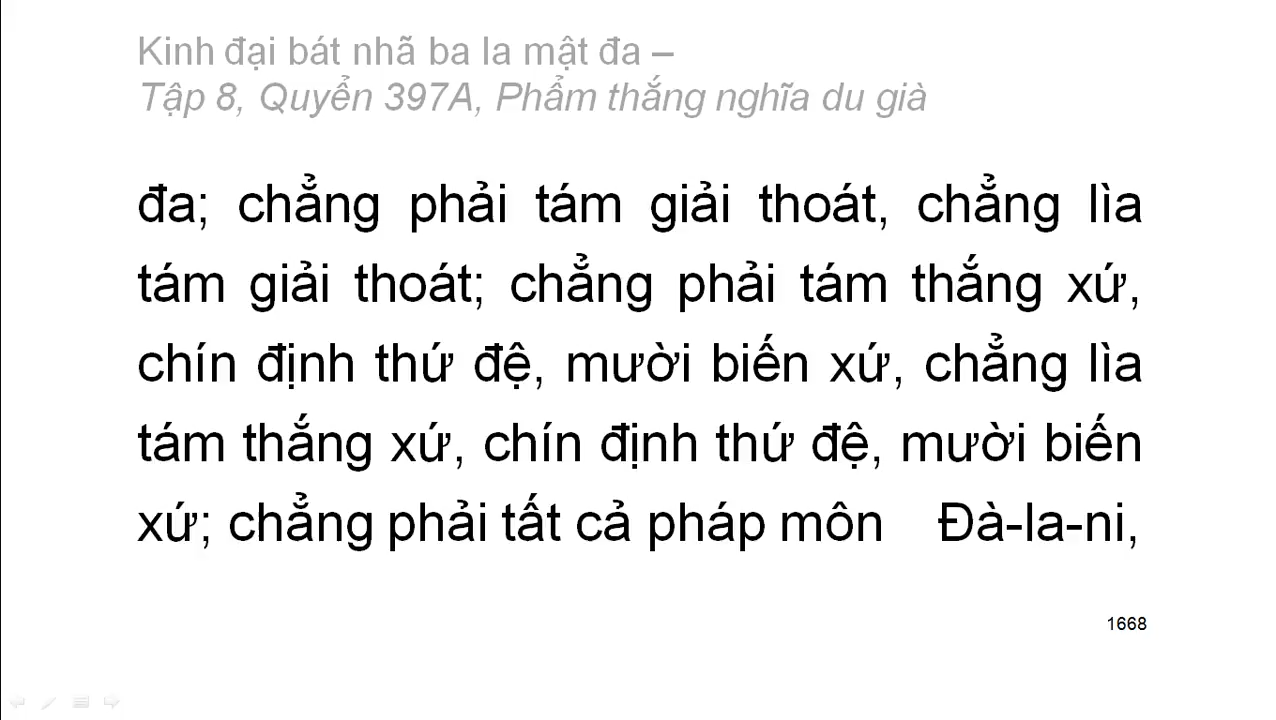 Kinh đại bát nhã ba la mật đa –
Tập 8, Quyển 397A, Phẩm thắng nghĩa du già
đa; chẳng phải tám giải thoát, chẳng lìa
tám giải thoát; chẳng phải tám thắng xứ,
chín định thứ đệ, mười biến xứ, chẳng lìa
tám thắng xứ, chín định thứ đệ, mười biến
xứ; chẳng phải tất cả pháp môn Đà-la-ni,
1668